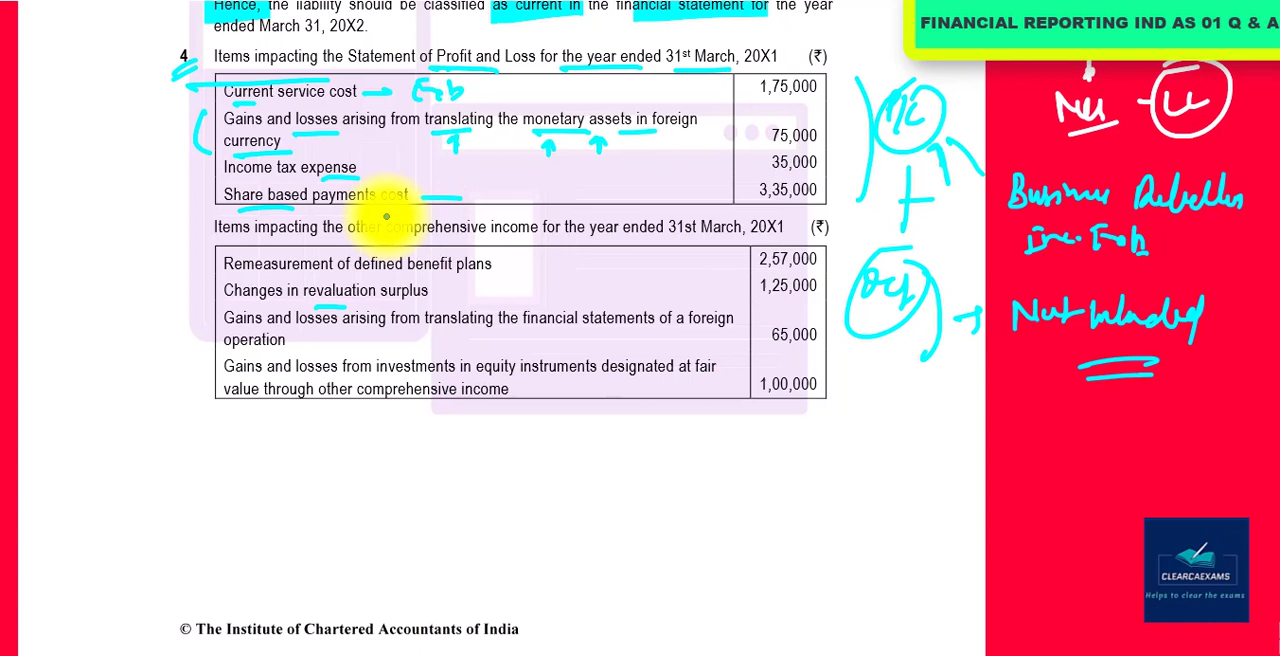 Hence, the liability should be classified as current in the financial statement for the year
ended March 31, 20X2.
FINANCIAL REPORTING IND AS 01 Q & A
4 Items impacting the Statement of Profit and Loss for the year ended 31st March, 20X1 (₹)
Current service cost 1,75,000
Gains and losses arising from translating the monetary assets in foreign
currency 75,000
Income tax expense 35,000
Share based payments cost 3,35,000
Items impacting the other comprehensive income for the year ended 31st March, 20X1 (₹)
Remeasurement of defined benefit plans 2,57,000
Changes in revaluation surplus 1,25,000
Gains and losses arising from translating the financial statements of a foreign
operation 65,000
Gains and losses from investments in equity instruments designated at fair
value through other comprehensive income 1,00,000
P/L
+
OCI
Not Included
CLEARCAEXAMS
Helps to clear the exams
© The Institute of Chartered Accountants of India